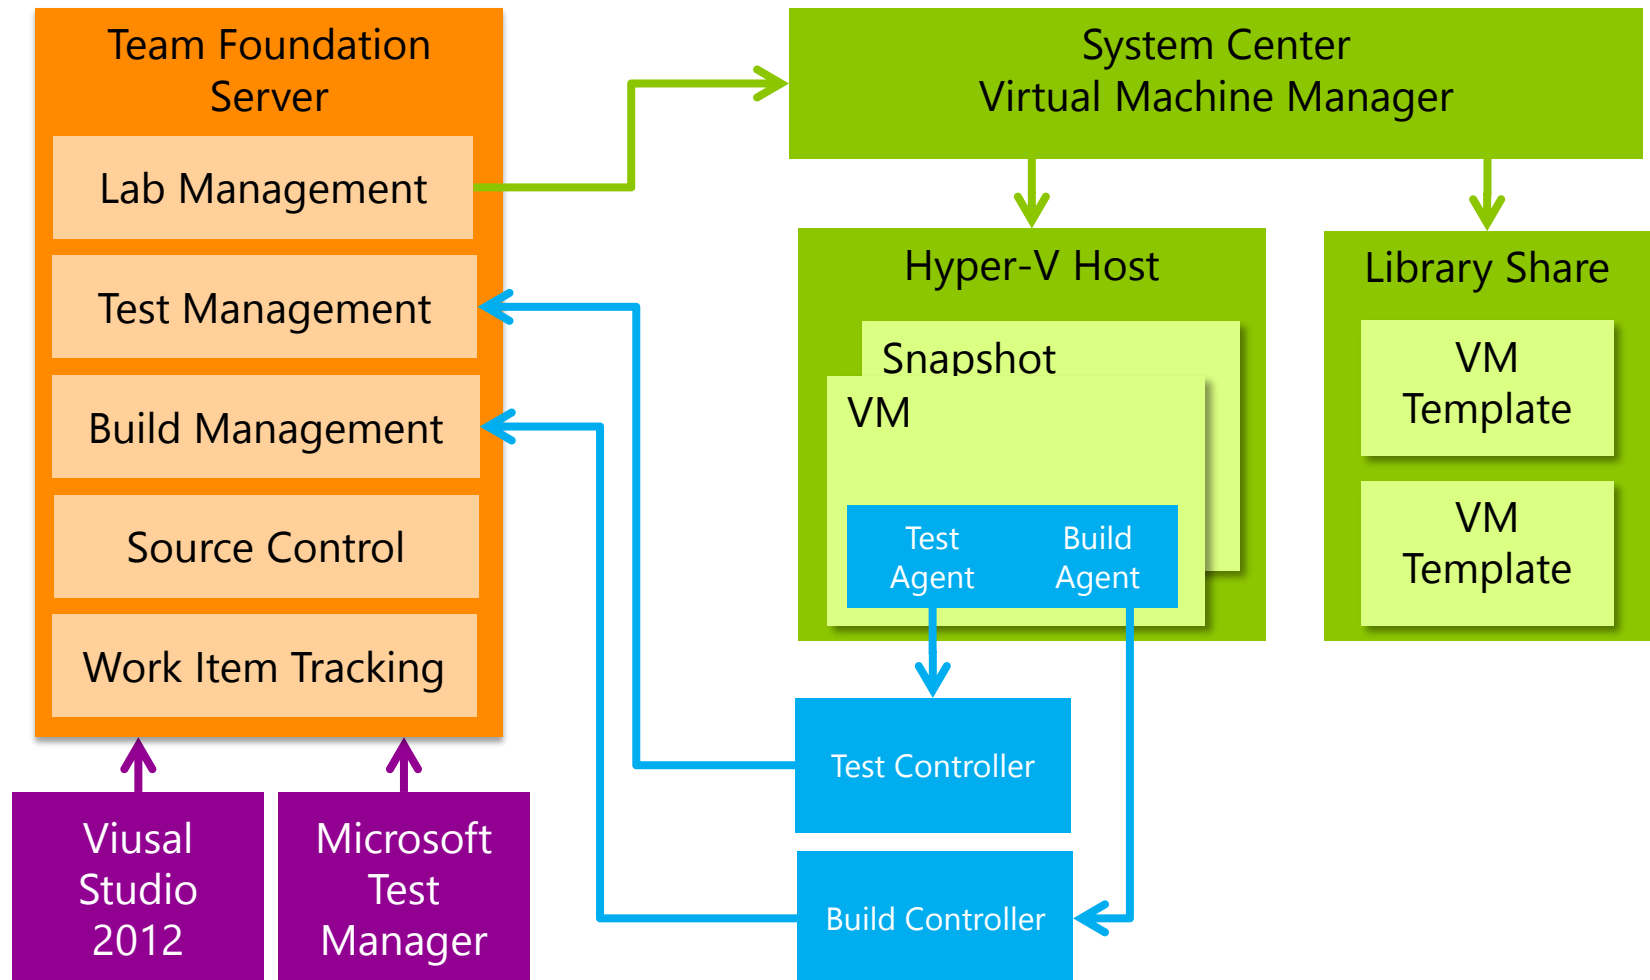 Team Foundation
Server
Lab Management
Test Management
Build Management
Source Control
Work Item Tracking
Viusal
Studio
2012
Microsoft
Test
Manager
System Center
Virtual Machine Manager
Hyper-V Host
Snapshot
VM
Test
Agent
Build
Agent
Library Share
VM
Template
VM
Template
Test Controller
Build Controller